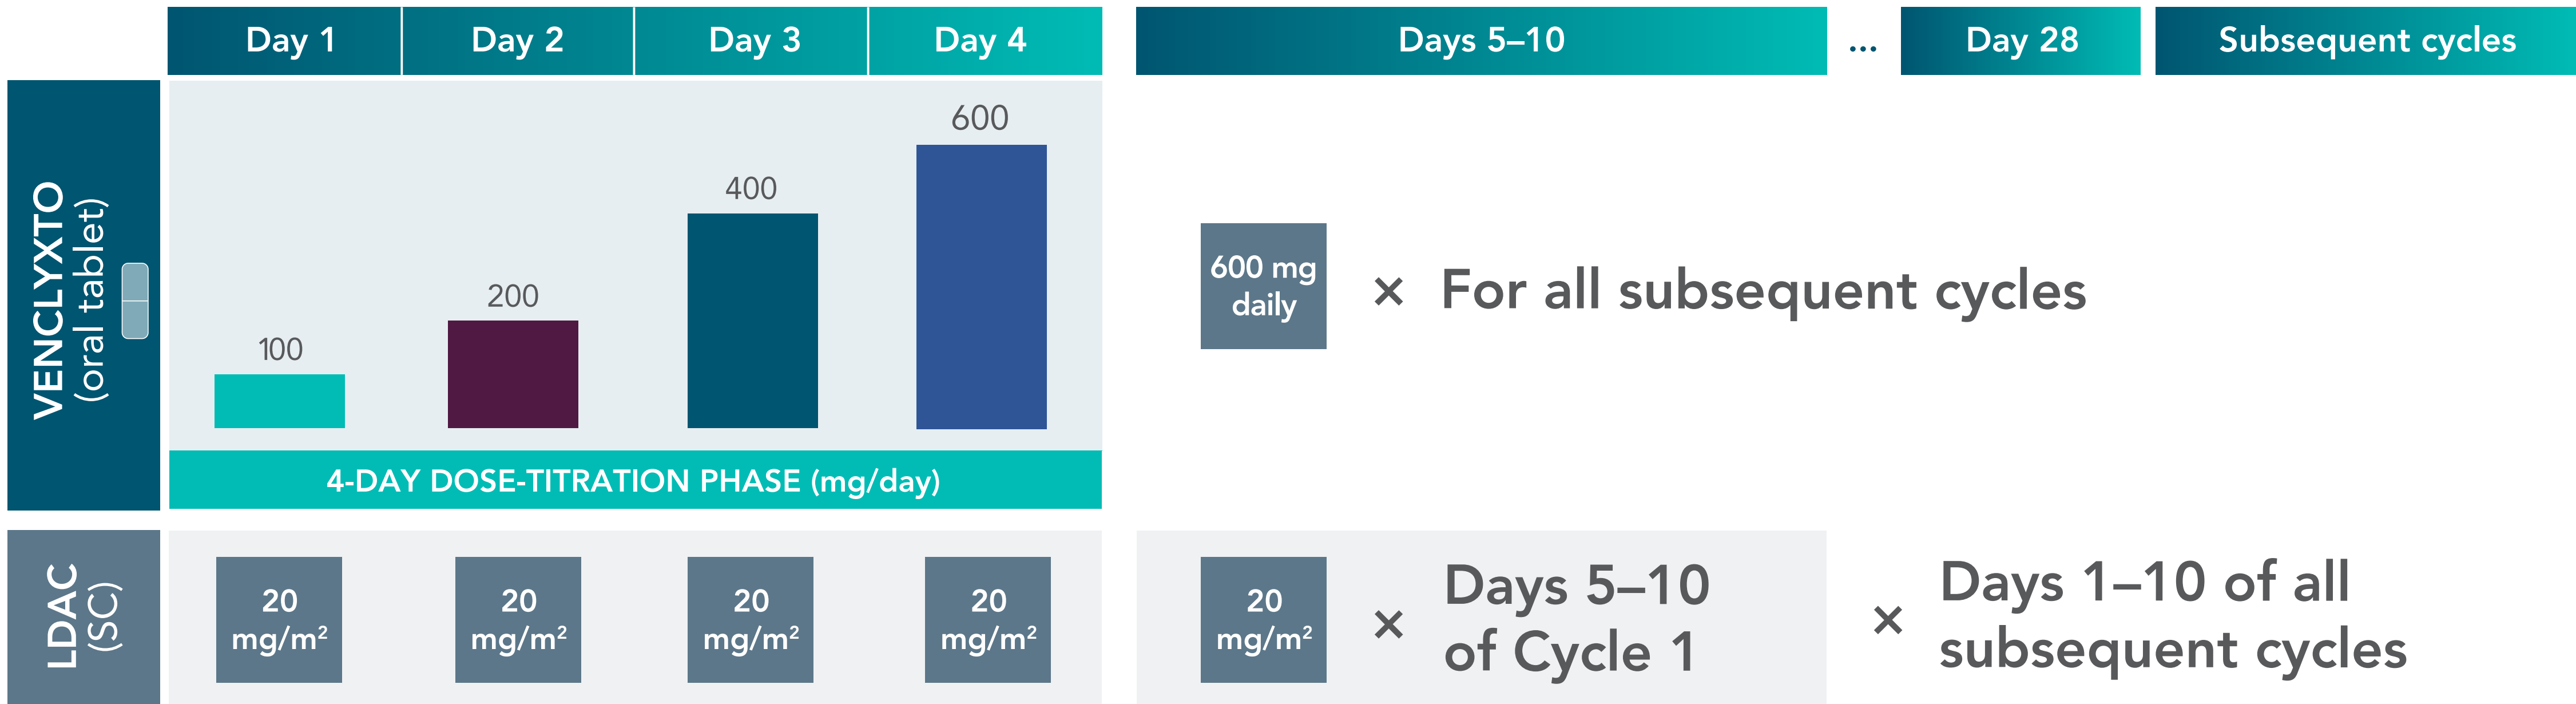 Day 1
Day 2
Day 3
Day 4
Days 5–10
...
Day 28
Subsequent cycles
VENCLYXTO
(oral tablet)
100
200
400
600
4-DAY DOSE-TITRATION PHASE (mg/day)
600 mg
daily
× For all subsequent cycles
LDAC
(SC)
20
mg/m²
20
mg/m²
20
mg/m²
20
mg/m²
20
mg/m²
×
Days 5–10
of Cycle 1
×
Days 1–10 of all
subsequent cycles